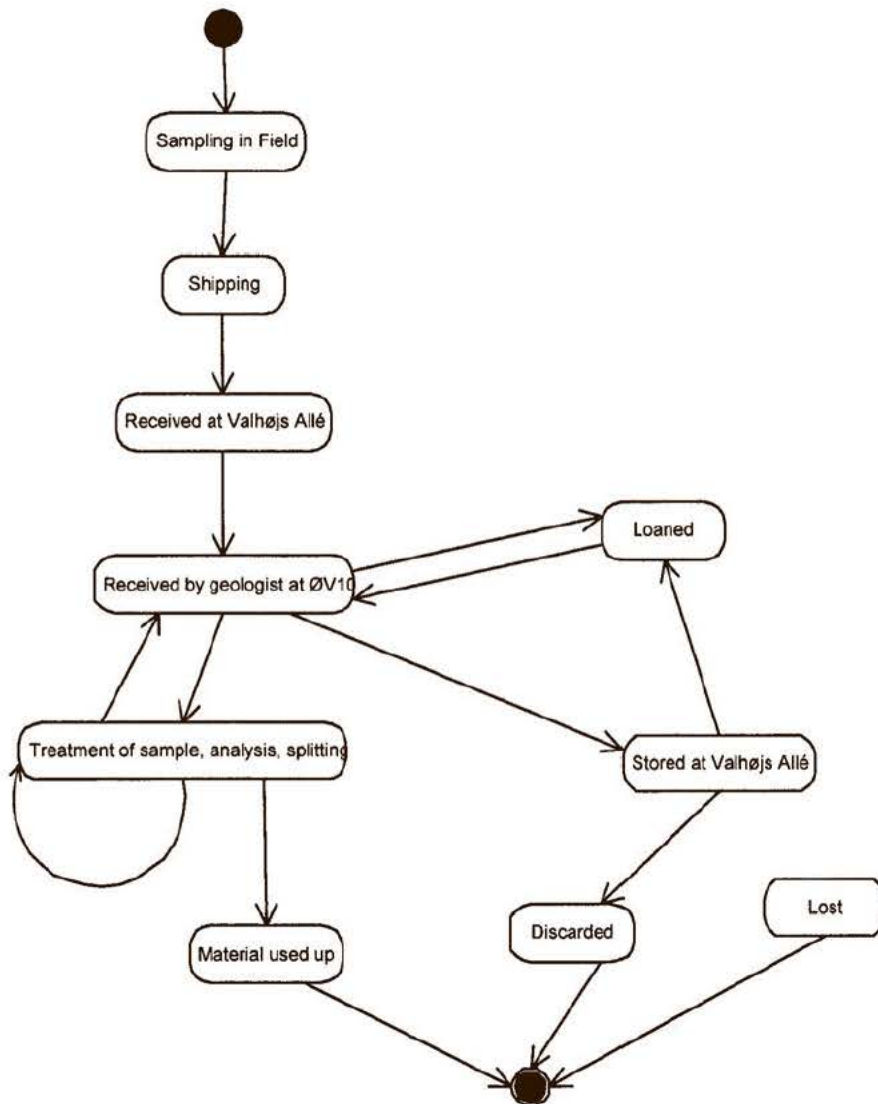 Sampling in Field
Shipping
Received at Valhøjs Allé
Loaned
Received by geologist at ØV10
Treatment of sample, analysis, splitting
Stored at Valhøjs Allé
Lost
Discarded
Material used up